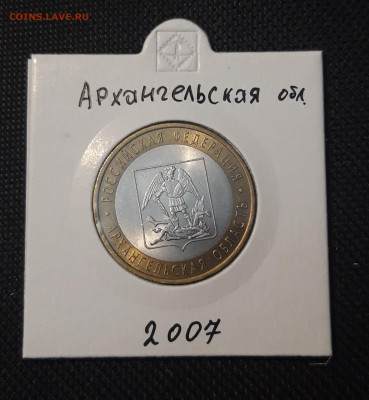 COINS.LAVE.RU
Архангельская обл.
РОССИЙСКАЯ ФЕДЕРАЦИЯ
АРХАНГЕЛЬСКАЯ ОБЛАСТЬ
2007